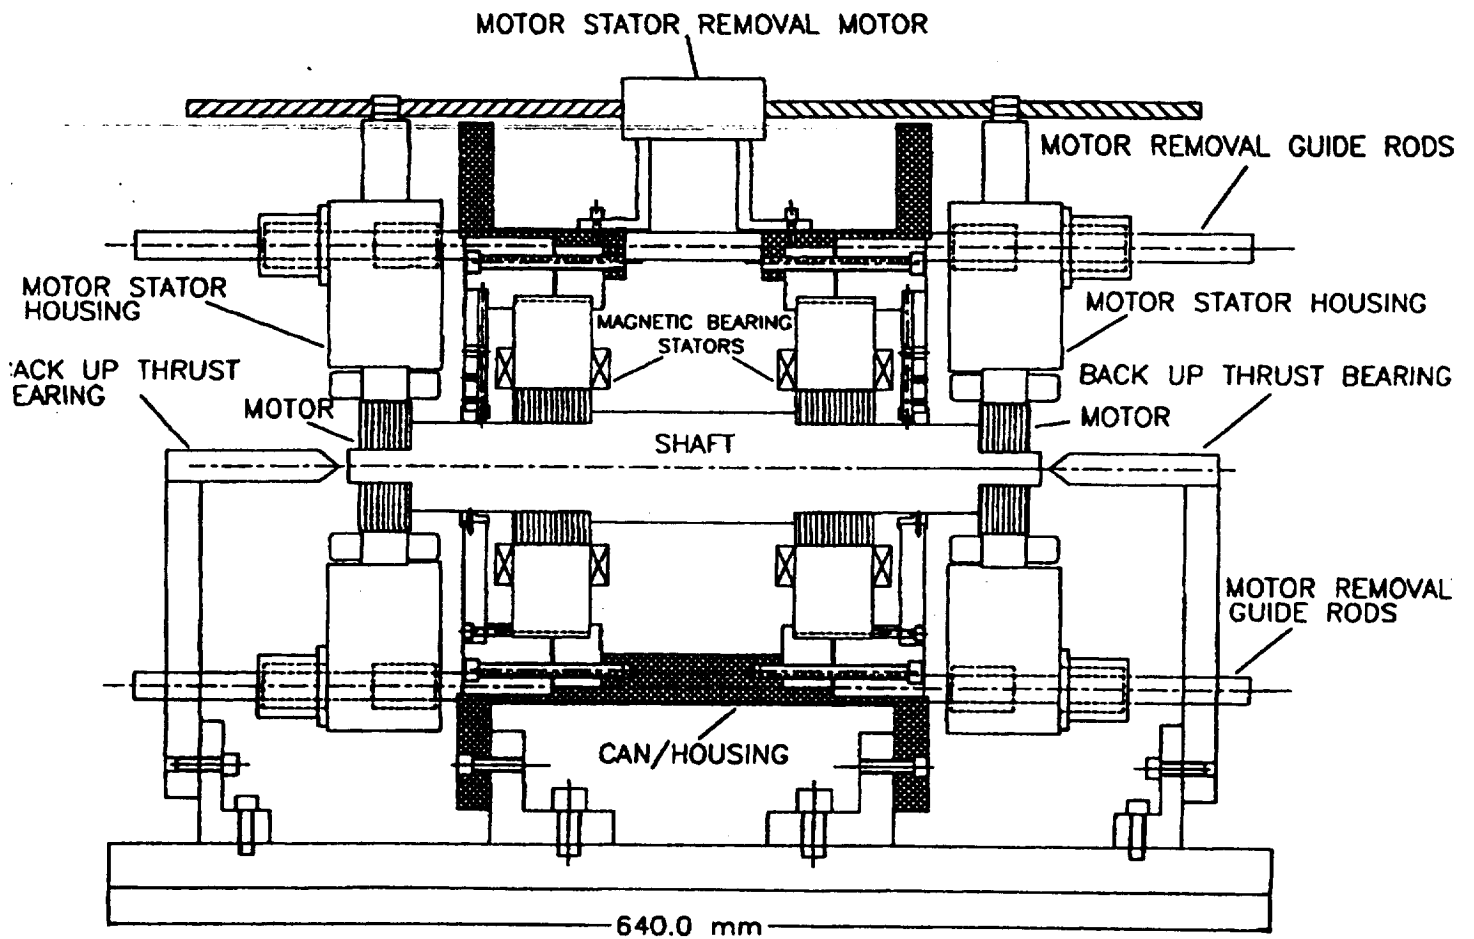 MOTOR STATOR REMOVAL MOTOR
MOTOR REMOVAL GUIDE RODS
MOTOR STATOR
HOUSING
MAGNETIC BEARING
STATORS
MOTOR STATOR HOUSING
ACK UP THRUST
EARING
BACK UP THRUST BEARING
MOTOR
MOTOR
SHAFT
MOTOR REMOVAL
GUIDE RODS
CAN/HOUSING
640.0 mm